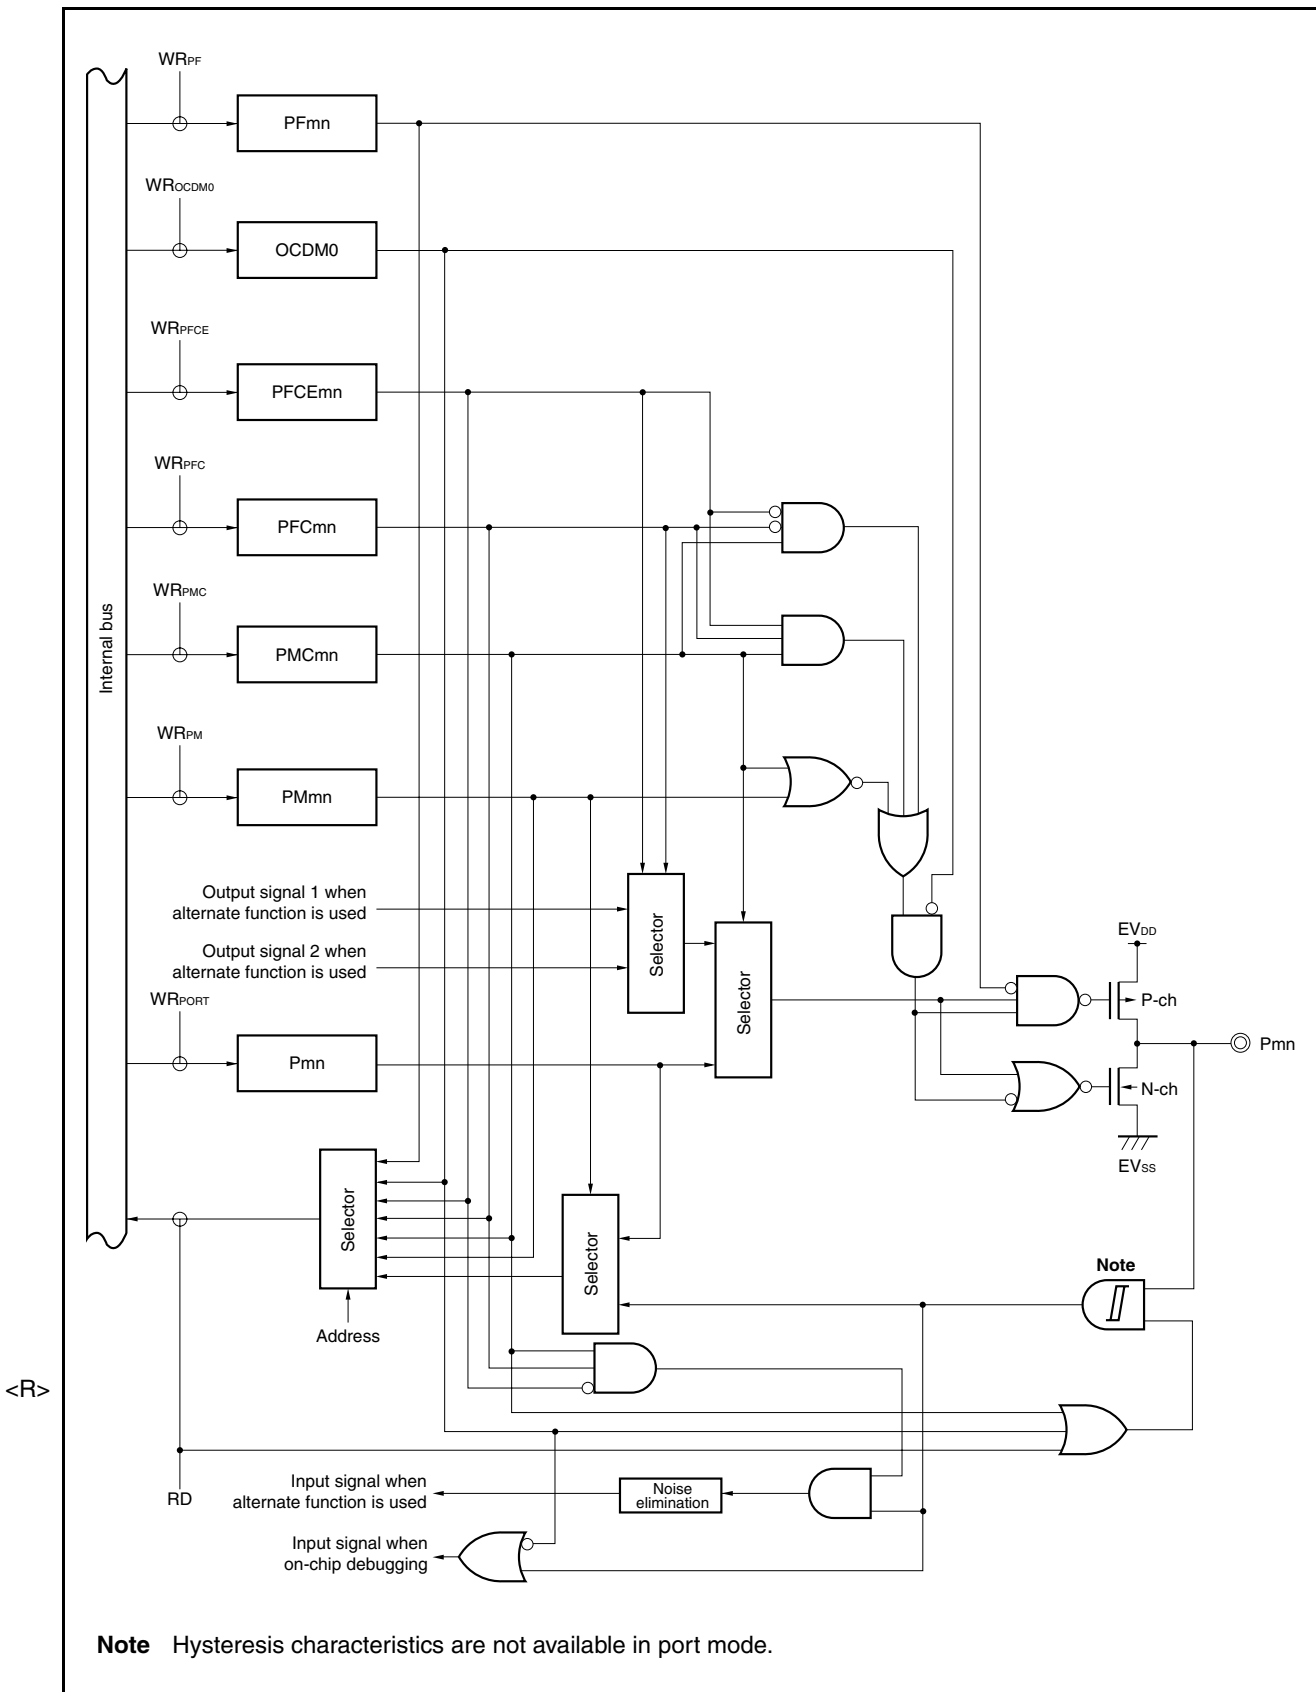 WRPF
PFmn
WROCDM0
OCDM0
WRPFCE
PFCEmn
WRPFC
PFCmn
WRPMC
Internal bus
PMCmn
WRPM
PMmn
Output signal 1 when
alternate function is used
Output signal 2 when
alternate function is used
Selector
Selector
EVDD
P-ch
WRPORT
Pmn
Pmn
N-ch
EVSS
Selector
Selector
Note
Address
<R>
RD
Input signal when
alternate function is used
Noise
elimination
Input signal when
on-chip debugging
Note Hysteresis characteristics are not available in port mode.